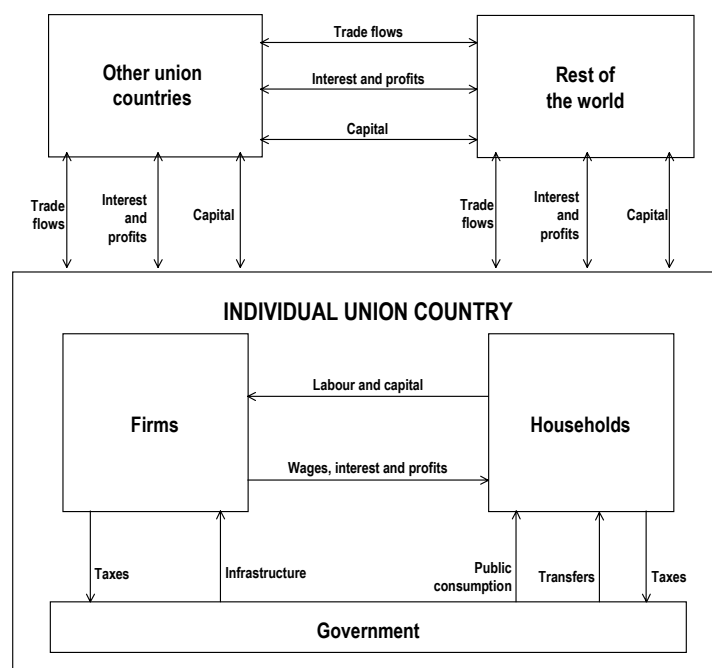 Trade flows
Other union
countries
Interest and profits
Rest of
the world
Capital
Trade
flows
Interest
and
profits
Capital
Trade
flows
Interest
and
profits
Capital
INDIVIDUAL UNION COUNTRY
Labour and capital
Firms
Households
Wages, interest and profits
Taxes
Infrastructure
Public
consumption
Transfers
Taxes
Government